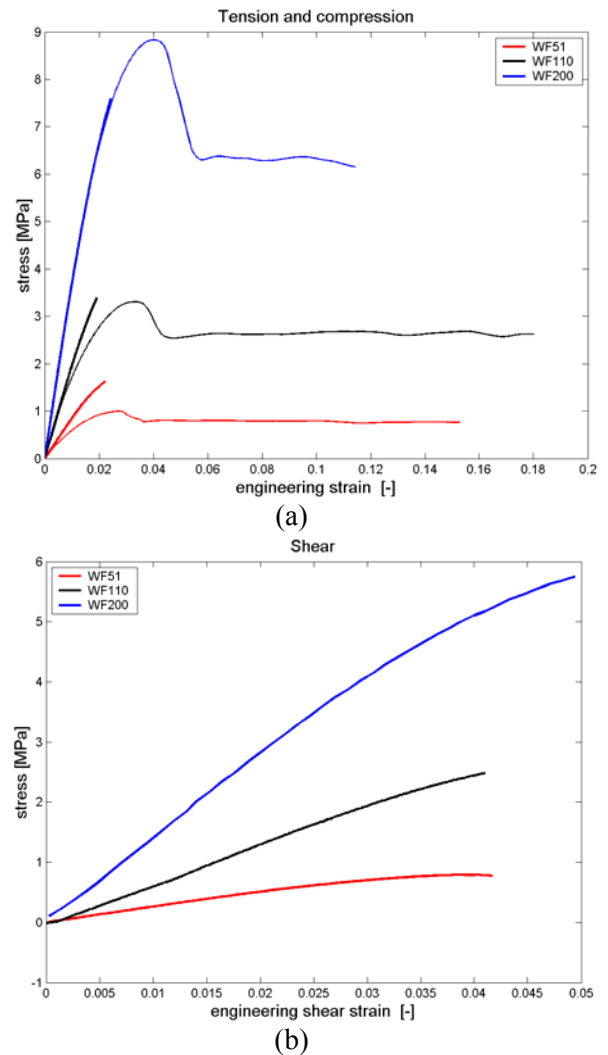 Tension and compression
9
8
7
6
5
4
3
2
1
0
stress [MPa]
WF51
WF110
WF200
0 0.02 0.04 0.06 0.08 0.1 0.12 0.14 0.16 0.18 0.2
engineering strain [-]
(a)
Shear
6
5
4
3
2
1
0
-1
stress [MPa]
WF51
WF110
WF200
0 0.005 0.01 0.015 0.02 0.025 0.03 0.035 0.04 0.045 0.05
engineering shear strain [-]
(b)